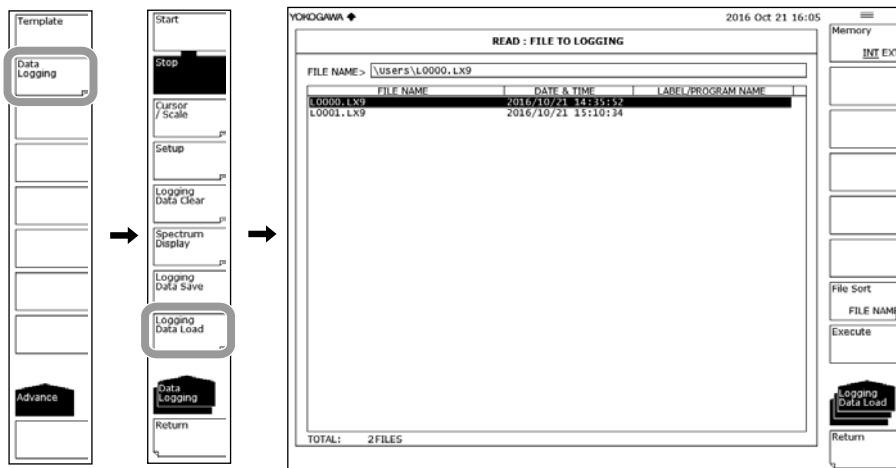 Template
Data
Logging
Advance
Start
Stop
Cursor
/ Scale
Setup
Logging
Data Clear
Spectrum
Display
Logging
Data Save
Logging
Data Load
Data
Logging
Return
YOKOGAWA
2016 Oct 21 16:05
READ : FILE TO LOGGING
FILE NAME> \Users\L0000.LX9
FILE NAME DATE & TIME LABEL/PROGRAM NAME
L0000.LX9 2016/10/21 14:35:52
L0001.LX9 2016/10/21 15:10:34
TOTAL: 2FILES
Memory
INT EXT
File Sort
FILE NAME
Execute
Logging
Data Load
Return